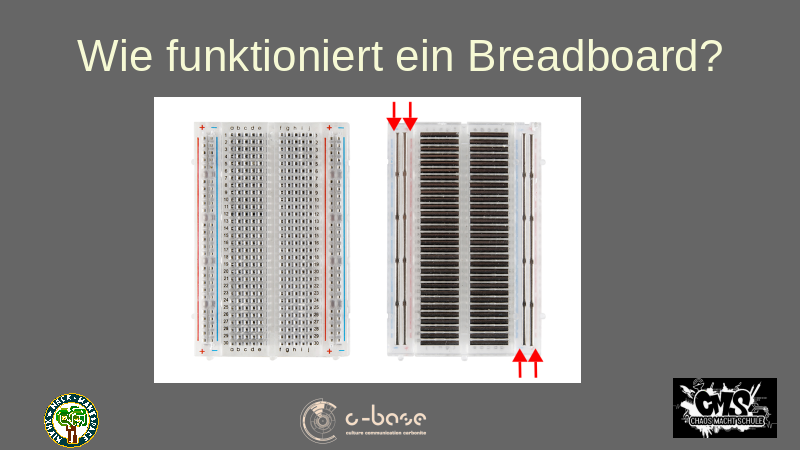 Wie funktioniert ein Breadboard?
+ − a b c d e f g h i j + −
+ − a b c d e f g h i j + −
c-base
culture communication carbonite
CMS
CHAOS MACHT SCHULE